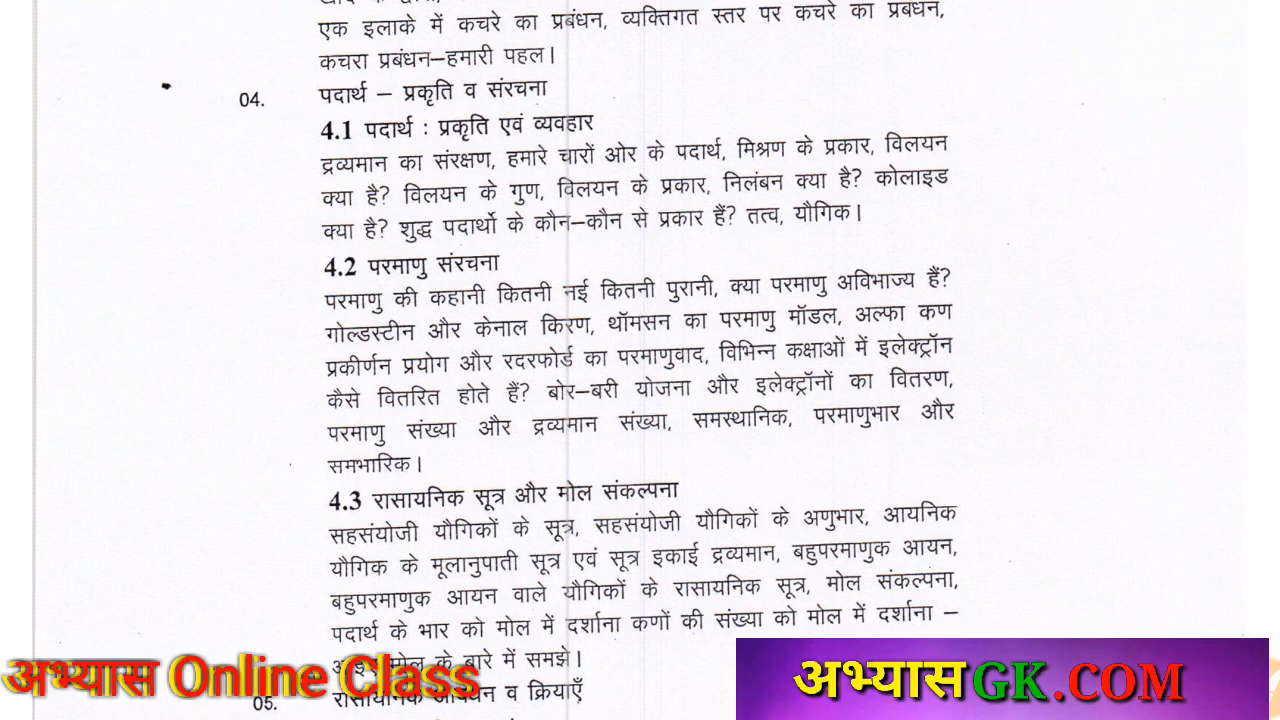 एक इलाके में कचरे का प्रबंधन, व्यक्तिगत स्तर पर कचरे का प्रबंधन,
कचरा प्रबंधन–हमारी पहल।
04. पदार्थ – प्रकृति व संरचना
4.1 पदार्थ : प्रकृति एवं व्यवहार
द्रव्यमान का संरक्षण, हमारे चारों ओर के पदार्थ, मिश्रण के प्रकार, विलयन
क्या है? विलयन के गुण, विलयन के प्रकार, निलंबन क्या है? कोलाइड
क्या है? शुद्ध पदार्थो के कौन–कौन से प्रकार हैं? तत्व, यौगिक।
4.2 परमाणु संरचना
परमाणु की कहानी कितनी नई कितनी पुरानी, क्या परमाणु अविभाज्य हैं?
गोल्डस्टीन और केनाल किरण, थॉमसन का परमाणु मॉडल, अल्फा कण
प्रकीर्णन प्रयोग और रदरफोर्ड का परमाणुवाद, विभिन्न कक्षाओं में इलेक्ट्रॉन
कैसे वितरित होते हैं? बोर–बरी योजना और इलेक्ट्रॉनों का वितरण,
परमाणु संख्या और द्रव्यमान संख्या, समस्थानिक, परमाणुभार और
समभारिक।
4.3 रासायनिक सूत्र और मोल संकल्पना
सहसंयोजी यौगिकों के सूत्र, सहसंयोजी यौगिकों के अणुभार, आयनिक
यौगिक के मूलानुपाती सूत्र एवं सूत्र इकाई द्रव्यमान, बहुपरमाणुक आयन,
बहुपरमाणुक आयन वाले यौगिकों के रासायनिक सूत्र, मोल संकल्पना,
पदार्थ के भार को मोल में दर्शाना कणों की संख्या को मोल में दर्शाना –
मोल के बारे में समझे।
05. व क्रियाएँ
अभ्यास Online Class
अभ्यास GK.COM